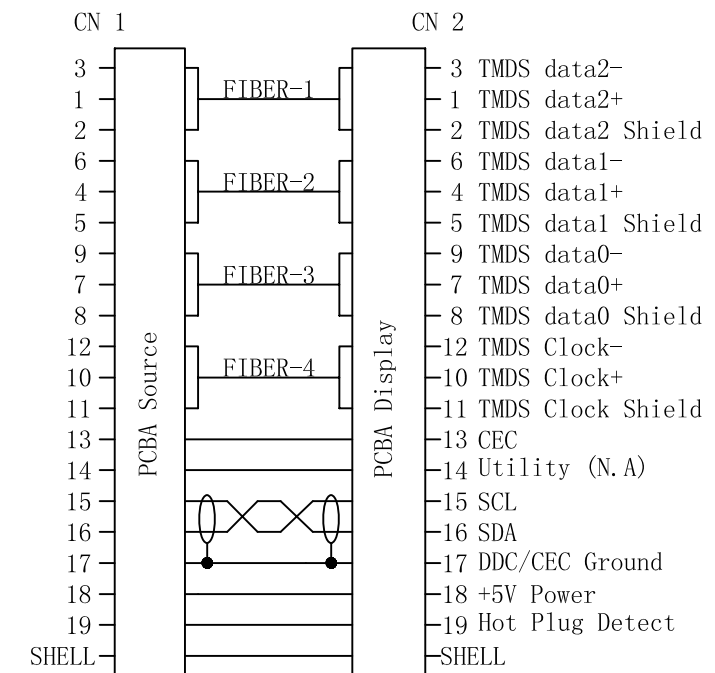 CN 1 CN 2
3 FIBER-1 3 TMDS data2-
1 1 TMDS data2+
2 2 TMDS data2 Shield
6 FIBER-2 6 TMDS data1-
4 4 TMDS data1+
5 5 TMDS data1 Shield
9 FIBER-3 9 TMDS data0-
7 7 TMDS data0+
8 8 TMDS data0 Shield
12 FIBER-4 12 TMDS Clock-
10 10 TMDS Clock+
11 11 TMDS Clock Shield
PCBA Source
PCBA Display
13 13 CEC
14 14 Utility (N.A)
15 15 SCL
16 16 SDA
17 17 DDC/CEC Ground
18 18 +5V Power
19 19 Hot Plug Detect
SHELL SHELL